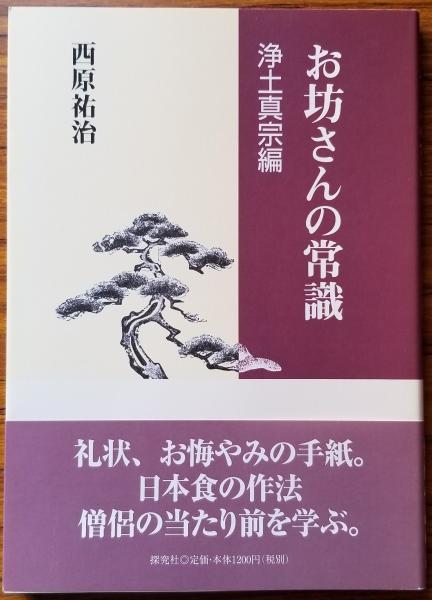 お坊さんの常識
浄土真宗編
西原祐治
礼状、お悔やみの手紙。
日本食の作法
僧侶の当たり前を学ぶ。
探究社◎定価・本体1200円（税別）